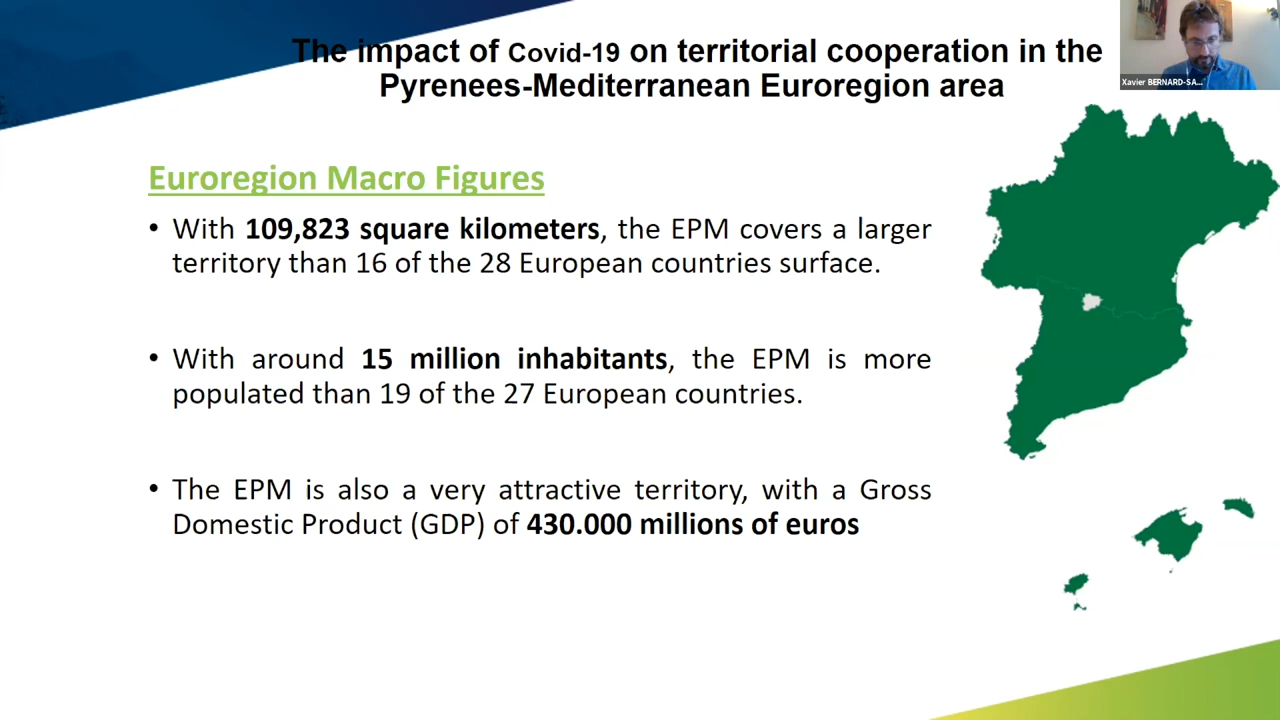 The impact of Covid-19 on territorial cooperation in the
Pyrenees-Mediterranean Euroregion area
Xavier BERNARD-SA...
Euroregion Macro Figures
• With 109,823 square kilometers, the EPM covers a larger
territory than 16 of the 28 European countries surface.
• With around 15 million inhabitants, the EPM is more
populated than 19 of the 27 European countries.
• The EPM is also a very attractive territory, with a Gross
Domestic Product (GDP) of 430.000 millions of euros